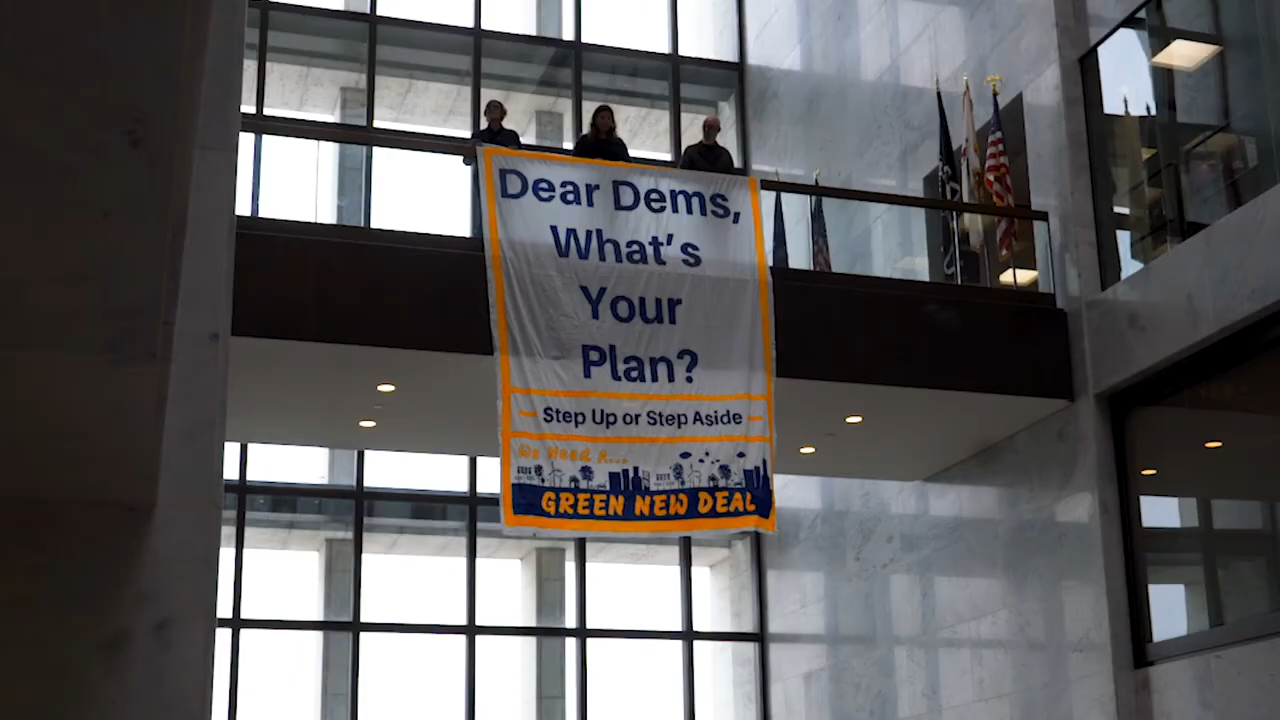 Dear Dems,
What's
Your
Plan?
Step Up or Step Aside
We Need A...
GREEN NEW DEAL